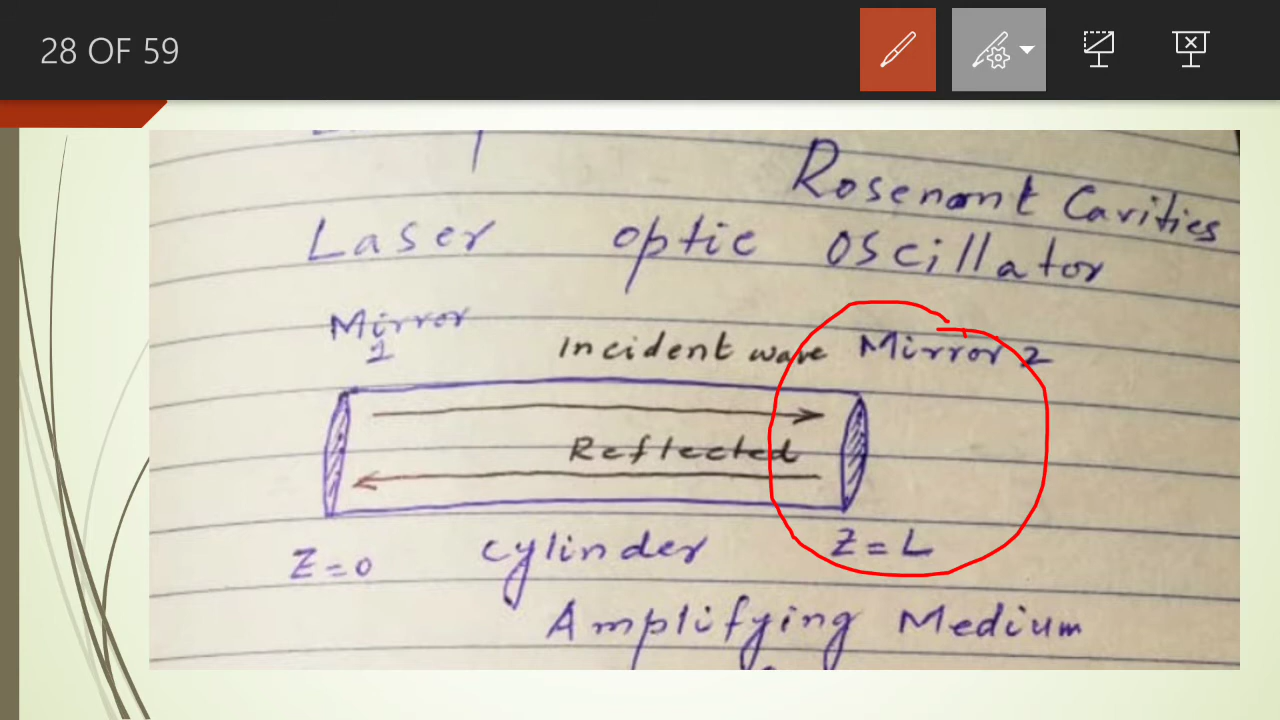 28 OF 59
Rosenant Cavities
Laser optic oscillator
Mirror
1
Incident wave
Mirror 2
Reflected
Z=0
cylinder
Z=L
Amplifying Medium